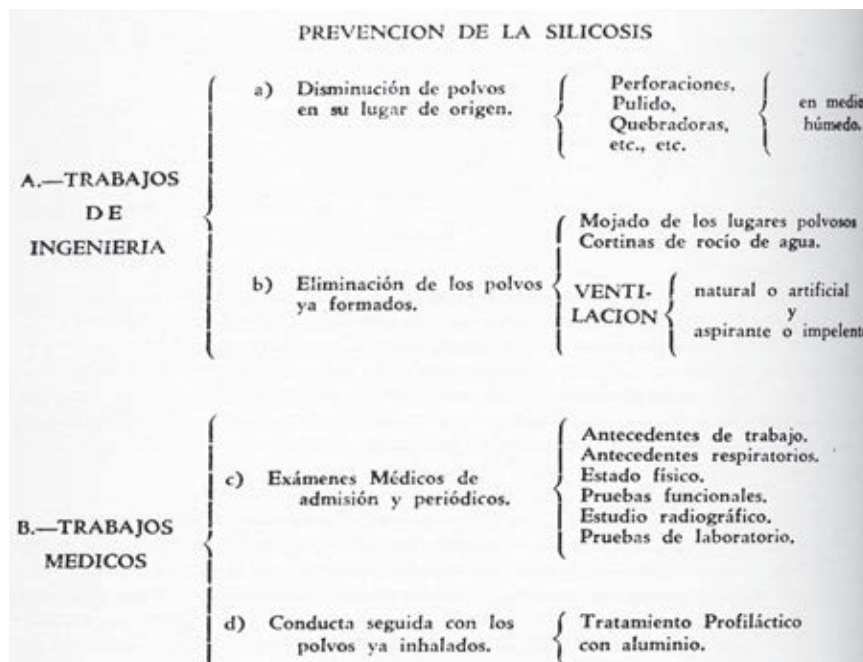 PREVENCION DE LA SILICOSIS
A.—TRABAJOS
DE
INGENIERIA
a) Disminución de polvos
en su lugar de origen.
Perforaciones,
Pulido,
Quebradoras,
etc., etc.
en medio
húmedo.
b) Eliminación de los polvos
ya formados.
Mojado de los lugares polvosos
Cortinas de rocío de agua.
VENTI-
LACION
natural o artificial
y
aspirante o impelente
B.—TRABAJOS
MEDICOS
c) Exámenes Médicos de
admisión y periódicos.
Antecedentes de trabajo.
Antecedentes respiratorios.
Estado físico.
Pruebas funcionales.
Estudio radiográfico.
Pruebas de laboratorio.
d) Conducta seguida con los
polvos ya inhalados.
Tratamiento Profiláctico
con aluminio.